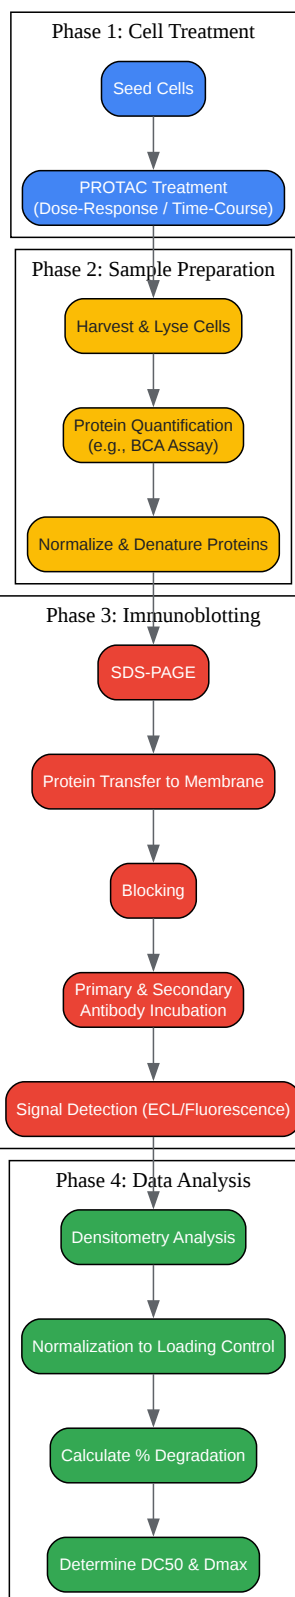 Phase 1: Cell Treatment
Seed Cells
PROTAC Treatment
(Dose-Response / Time-Course)
Phase 2: Sample Preparation
Harvest & Lyse Cells
Protein Quantification
(e.g., BCA Assay)
Normalize & Denature Proteins
Phase 3: Immunoblotting
SDS-PAGE
Protein Transfer to Membrane
Blocking
Primary & Secondary
Antibody Incubation
Signal Detection (ECL/Fluorescence)
Phase 4: Data Analysis
Densitometry Analysis
Normalization to Loading Control
Calculate % Degradation
Determine DC50 & Dmax